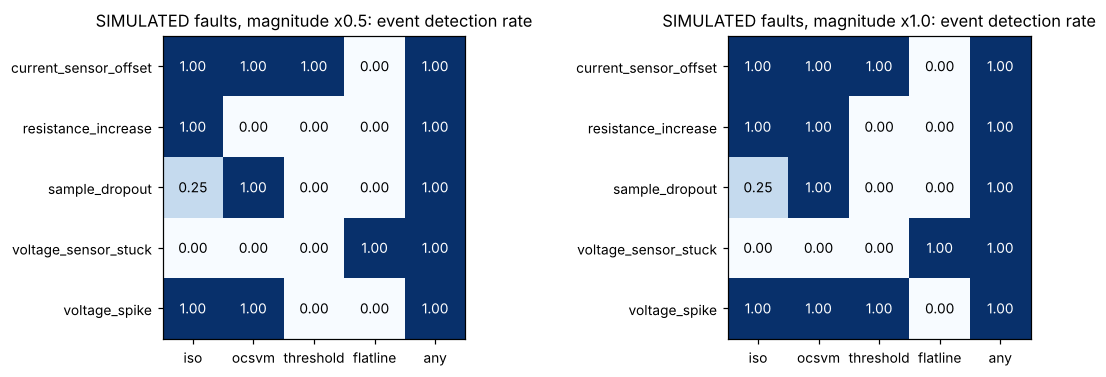 SIMULATED faults, magnitude x0.5: event detection rate
current_sensor_offset 1.00 1.00 1.00 0.00 1.00
resistance_increase 1.00 0.00 0.00 0.00 1.00
sample_dropout 0.25 1.00 0.00 0.00 1.00
voltage_sensor_stuck 0.00 0.00 0.00 1.00 1.00
voltage_spike 1.00 1.00 0.00 0.00 1.00
iso ocsvm threshold flatline any
SIMULATED faults, magnitude x1.0: event detection rate
current_sensor_offset 1.00 1.00 1.00 0.00 1.00
resistance_increase 1.00 1.00 0.00 0.00 1.00
sample_dropout 0.25 1.00 0.00 0.00 1.00
voltage_sensor_stuck 0.00 0.00 0.00 1.00 1.00
voltage_spike 1.00 1.00 1.00 0.00 1.00
iso ocsvm threshold flatline any